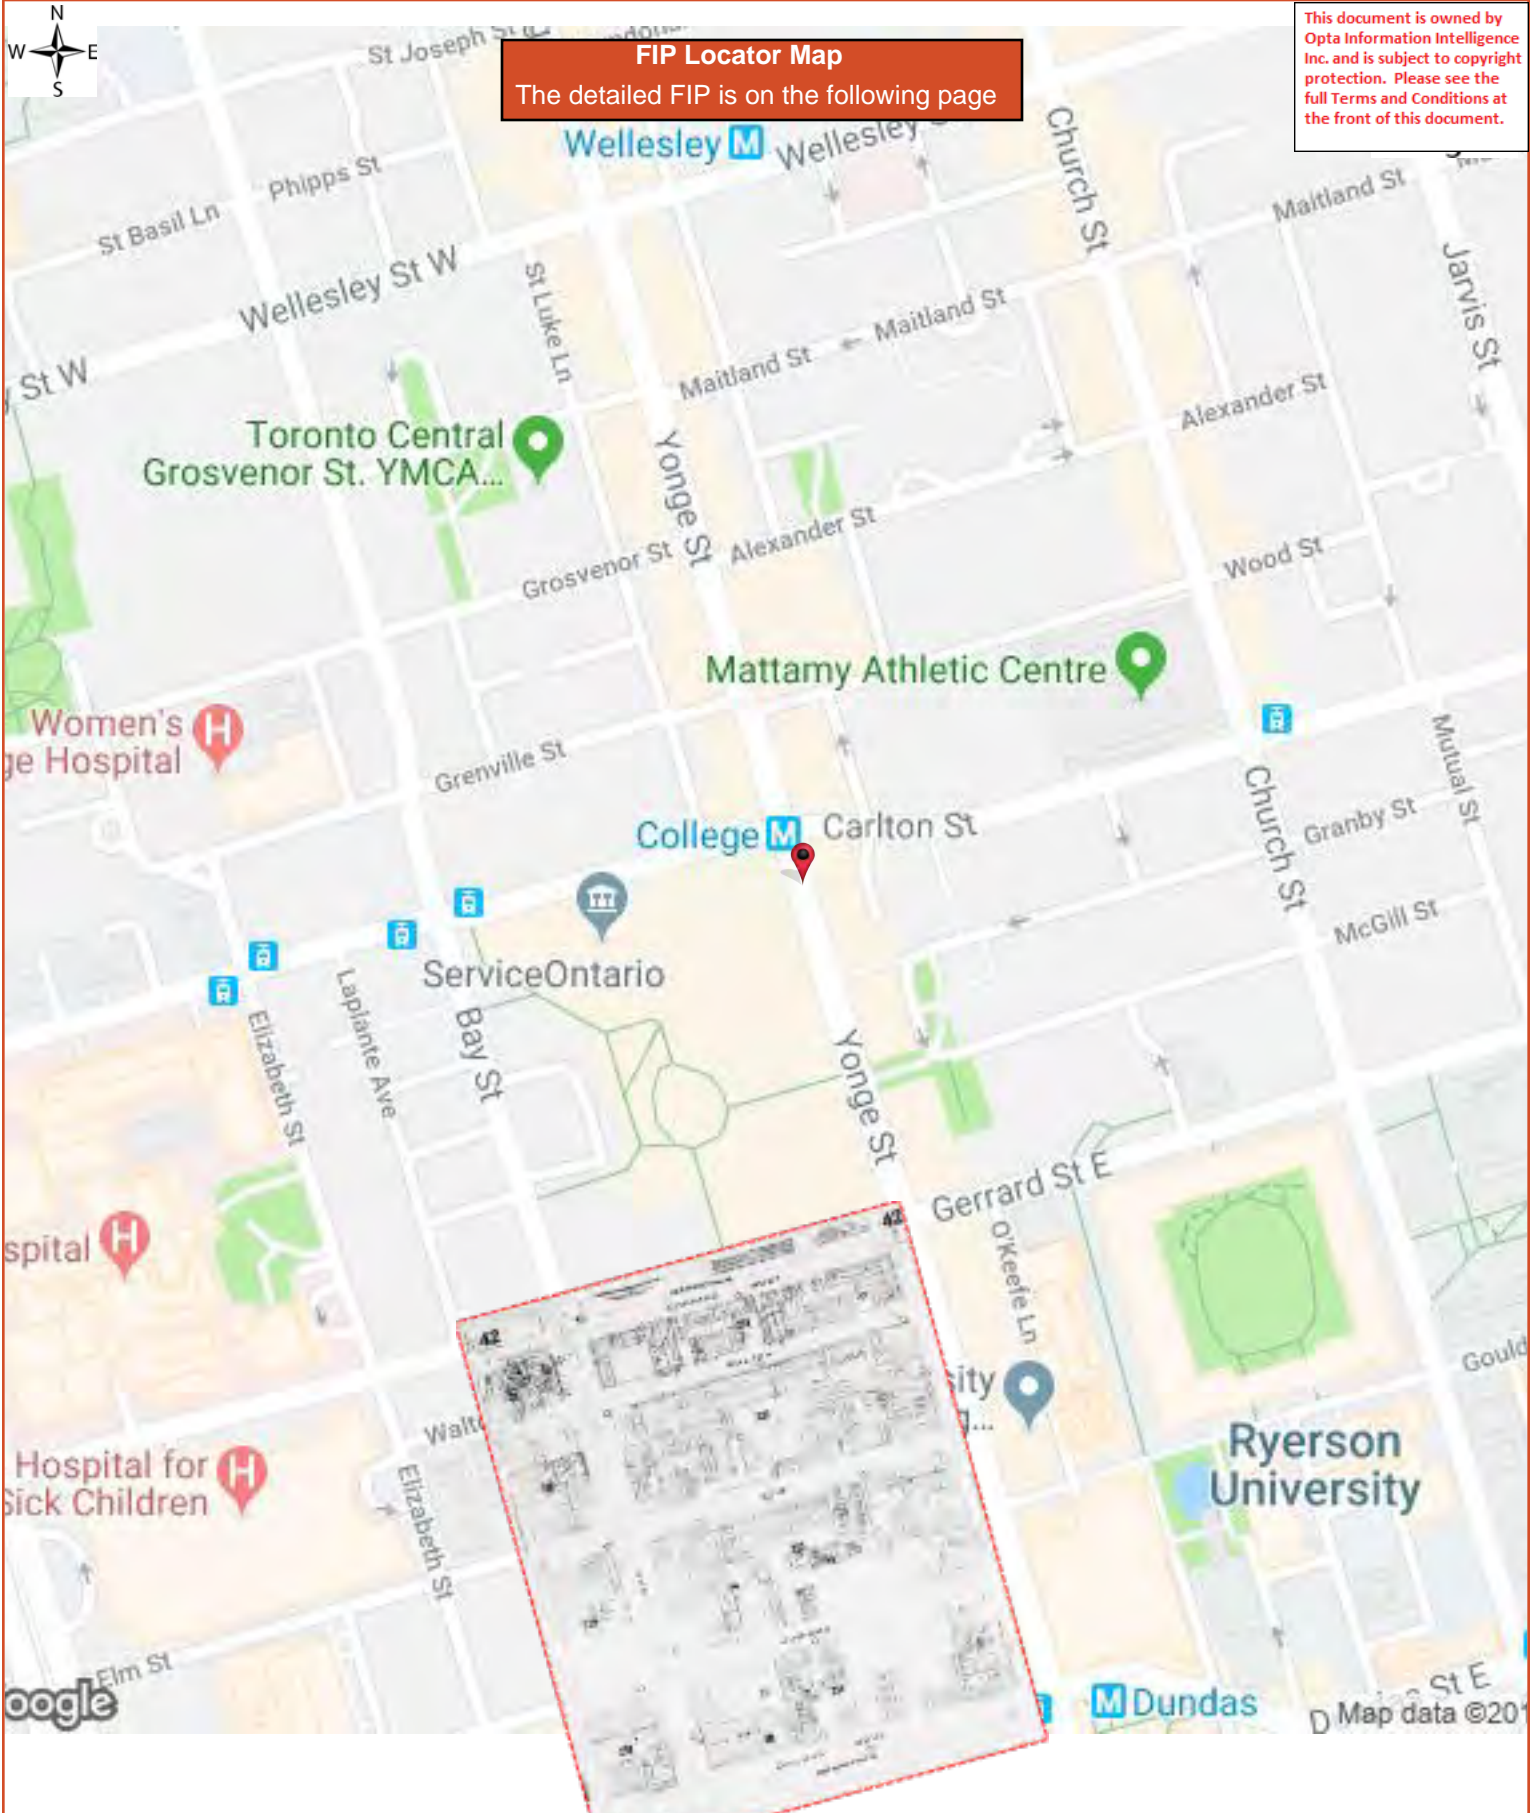 N
W E
S
FIP Locator Map
The detailed FIP is on the following page
This document is owned by
Opta Information Intelligence
Inc. and is subject to copyright
protection. Please see the
full Terms and Conditions at
the front of this document.
St Joseph St
Wellesley M
Wellesley
Church St
Phipps St
St Basil Ln
Maitland St
Wellesley St W
St Luke Ln
Jarvis St
Maitland St
Maitland St
St W
Alexander St
Toronto Central
Grosvenor St. YMCA...
Yonge St
Alexander St
Grosvenor St
Wood St
Mattamy Athletic Centre
Women's
ge Hospital
H
Mutual St
Grenville St
Church St
College M
Carlton St
Granby St
McGill St
ServiceOntario
Laplante Ave
Elizabeth St
Bay St
Yonge St
Gerrard St E
spital H
O'Keefe Ln
42
42
Gould
sity
Walt
Ryerson
University
Hospital for
Sick Children
H
Elizabeth St
Elm St
oogle
M Dundas
St E
Map data ©201